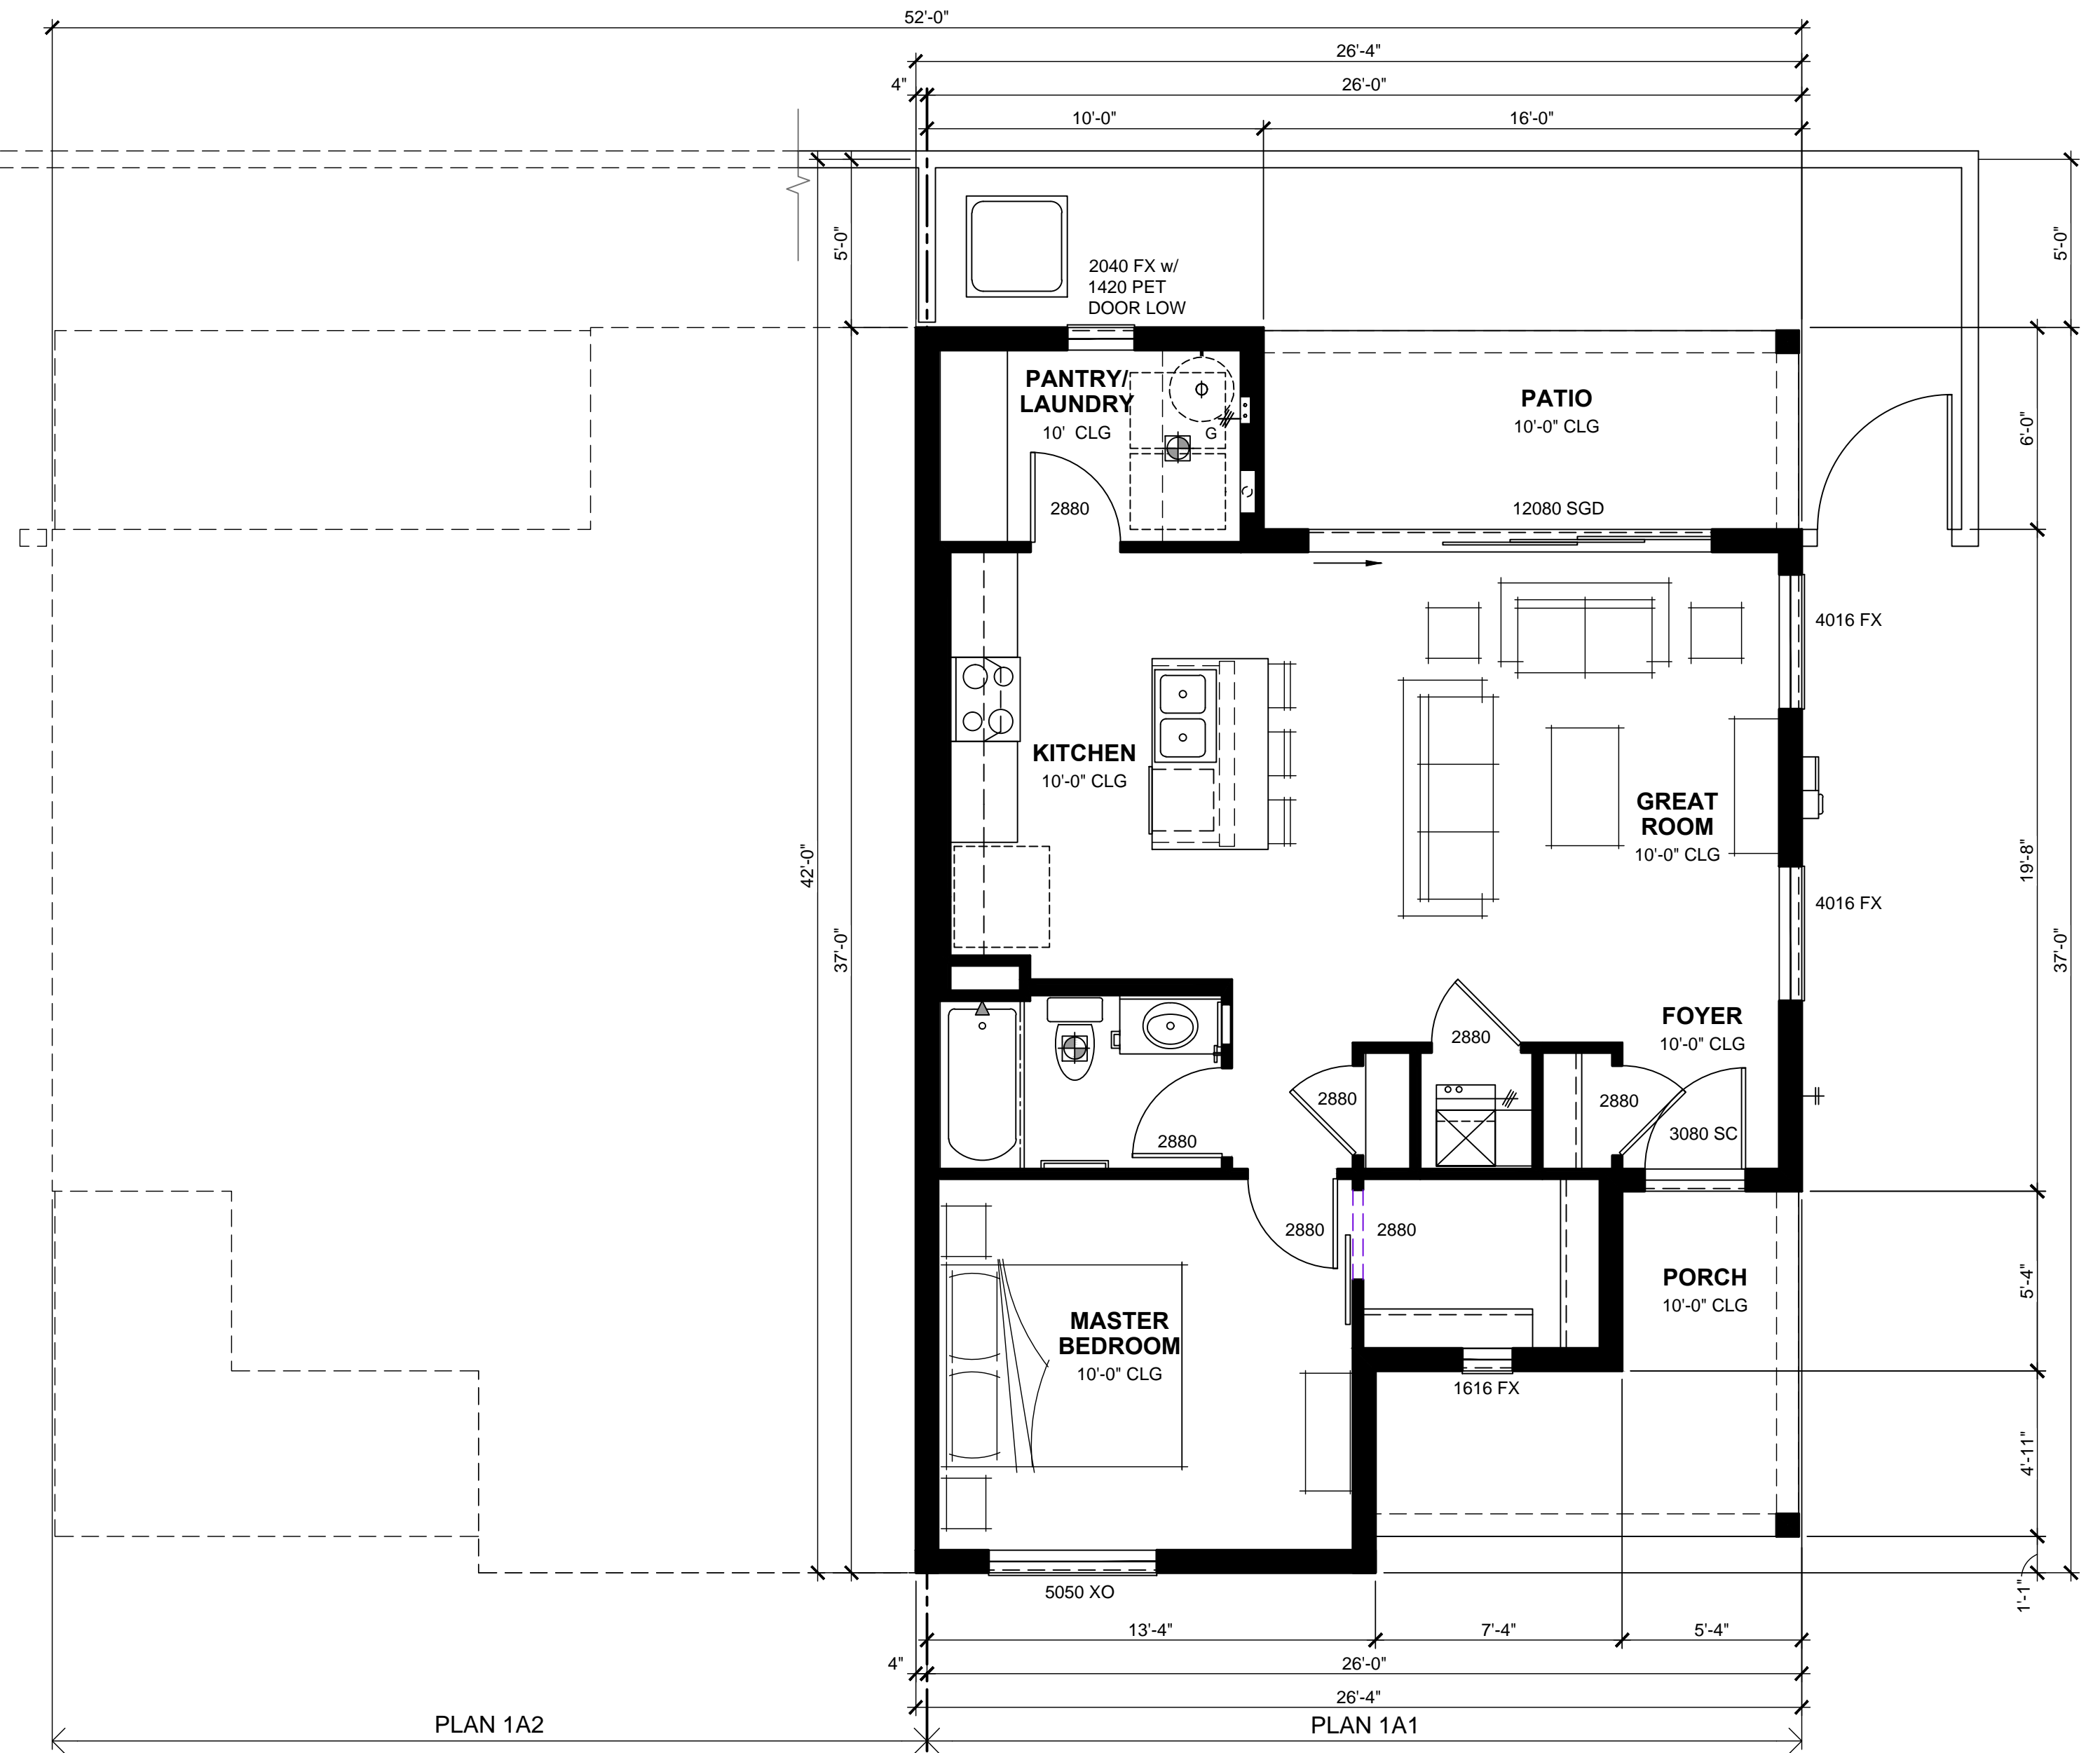 52'-0"
26'-4"
4"
26'-0"
10'-0"
16'-0"
5'-0"
5'-0"
2040 FX w/
1420 PET
DOOR LOW
PANTRY/
LAUNDRY
10' CLG
G
2880
PATIO
10'-0" CLG
12080 SGD
6'-0"
4016 FX
KITCHEN
10'-0" CLG
GREAT
ROOM
10'-0" CLG
42'-0"
19'-8"
4016 FX
37'-0"
37'-0"
FOYER
10'-0" CLG
2880
2880
2880
2880
3080 SC
2880
2880
PORCH
10'-0" CLG
5'-4"
MASTER
BEDROOM
10'-0" CLG
1616 FX
4'-11"
1'-1"
5050 XO
13'-4"
7'-4"
5'-4"
4"
26'-0"
26'-4"
PLAN 1A2
PLAN 1A1